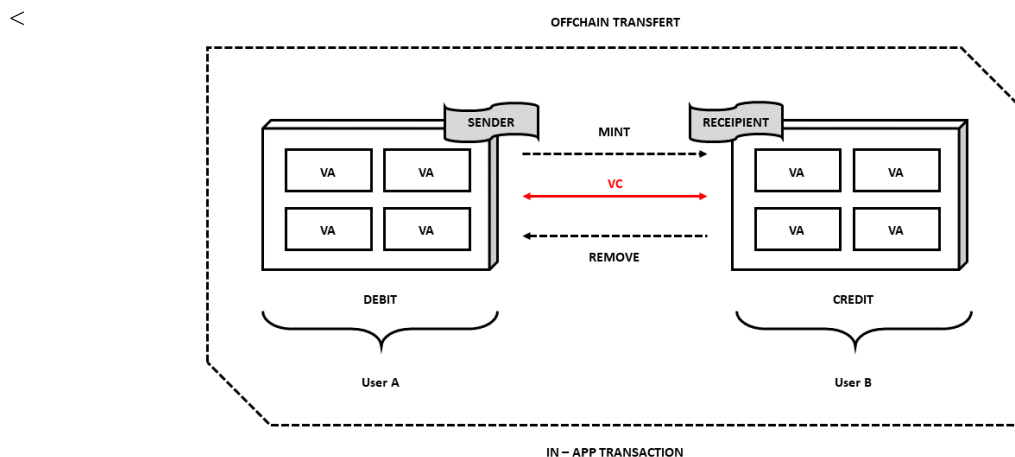 <
OFFCHAIN TRANSFERT
SENDER
RECEIPIENT
MINT
VA VA
VA VA
VC
VA VA
VA VA
REMOVE
DEBIT
CREDIT
User A
User B
IN – APP TRANSACTION